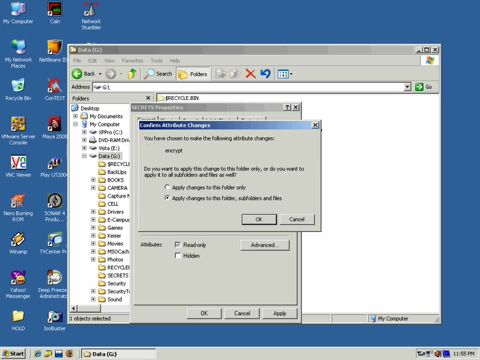 My Computer
Cain
Network
Stumbler
My Network
Places
NetBeans ID
Recycle Bin
ConTEXT
VMware Server
Console
Maya 2008
VNC
Viewer
Play UT2004
Nero Burning
ROM
SONAR 4
Winamp
TVCenter Pr
Yahoo!
Messenger
Deep Freeze
Administrator
HOLD
IsoBuster
Data (G:)
File Edit View Favorites Tools Help
Back
Search
Folders
Address
G:\
Go
Folders
Desktop
My Documents
My Computer
XPPro (C:)
DVD-RAM Driv
Vista (E:)
Data (G:)
$RECYCL
BackUps
BOOKS
CAMERA
Capture
CELL
Drivers
E-Campus
Games
Keiser
Movies
MSOCach
Photos
RECYCLE
SECRETS
Security
Security
Sound
$RECYCLE.BIN
SECRETS Properties
Confirm Attribute Changes
You have chosen to make the following attribute changes:
encrypt
Do you want to apply this change to this folder only, or do you want to
apply it to all subfolders and files as well?
Apply changes to this folder only
Apply changes to this folder, subfolders and files
OK
Cancel
Attributes:
Read-only
Hidden
Advanced...
OK
Cancel
Apply
1 objects selected
My Computer
Start
Data (G:)
11:55 PM